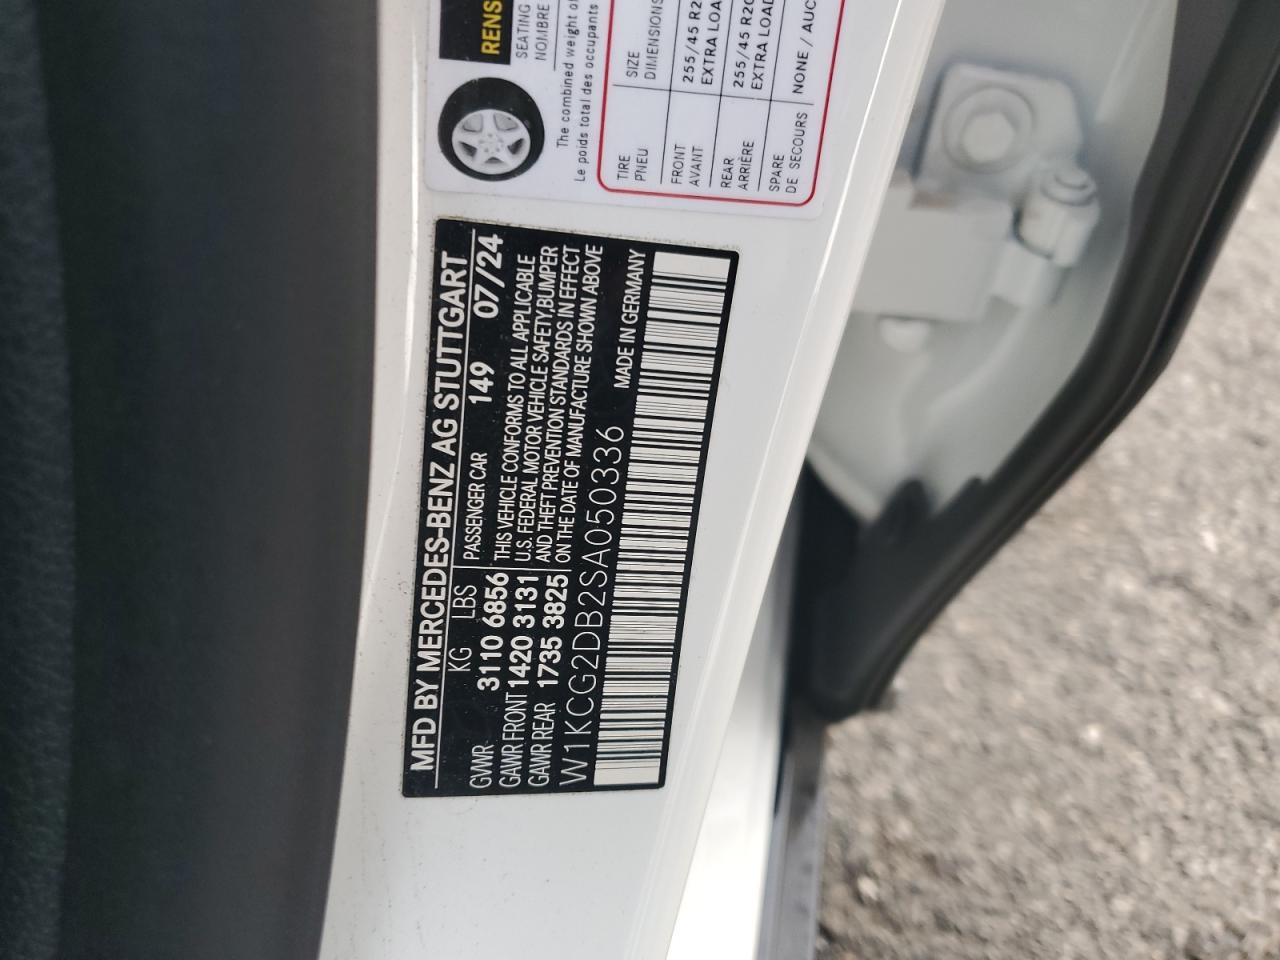 RENS
SEATING
NOMBRE
The combined weight of
Le poids total des occupants
TIRE SIZE
PNEU DIMENSIONS
FRONT 255/45 R2
AVANT EXTRA LOA
REAR 255/45 R20
ARRIÈRE EXTRA LOAD
SPARE
DE SECOURS NONE / AUC
MFD BY MERCEDES-BENZ AG STUTTGART
KG LBS PASSENGER CAR 149 07/24
GVWR 3110 6856
GAWR FRONT 1420 3131
GAWR REAR 1735 3825
THIS VEHICLE CONFORMS TO ALL APPLICABLE
U.S. FEDERAL MOTOR VEHICLE SAFETY,BUMPER
AND THEFT PREVENTION STANDARDS IN EFFECT
ON THE DATE OF MANUFACTURE SHOWN ABOVE
W1KCG2DB2SA050336 MADE IN GERMANY